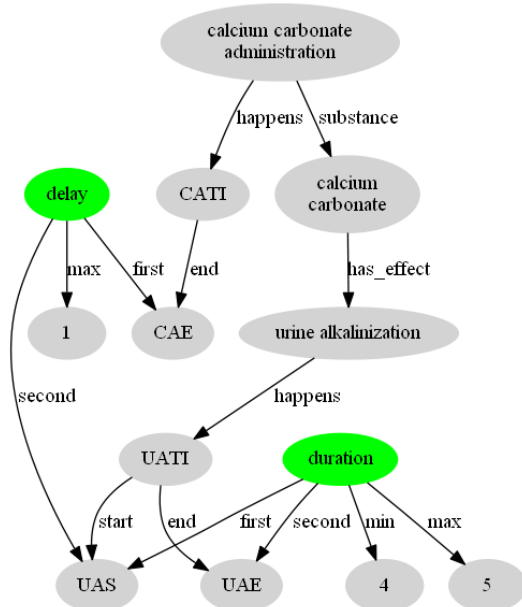 calcium carbonate
administration
happens
substance
delay
CATI
calcium
carbonate
max
first
end
has_effect
1
CAE
urine alkalinization
second
happens
UATI
duration
start
end
first
second
min
max
UAS
UAE
4
5